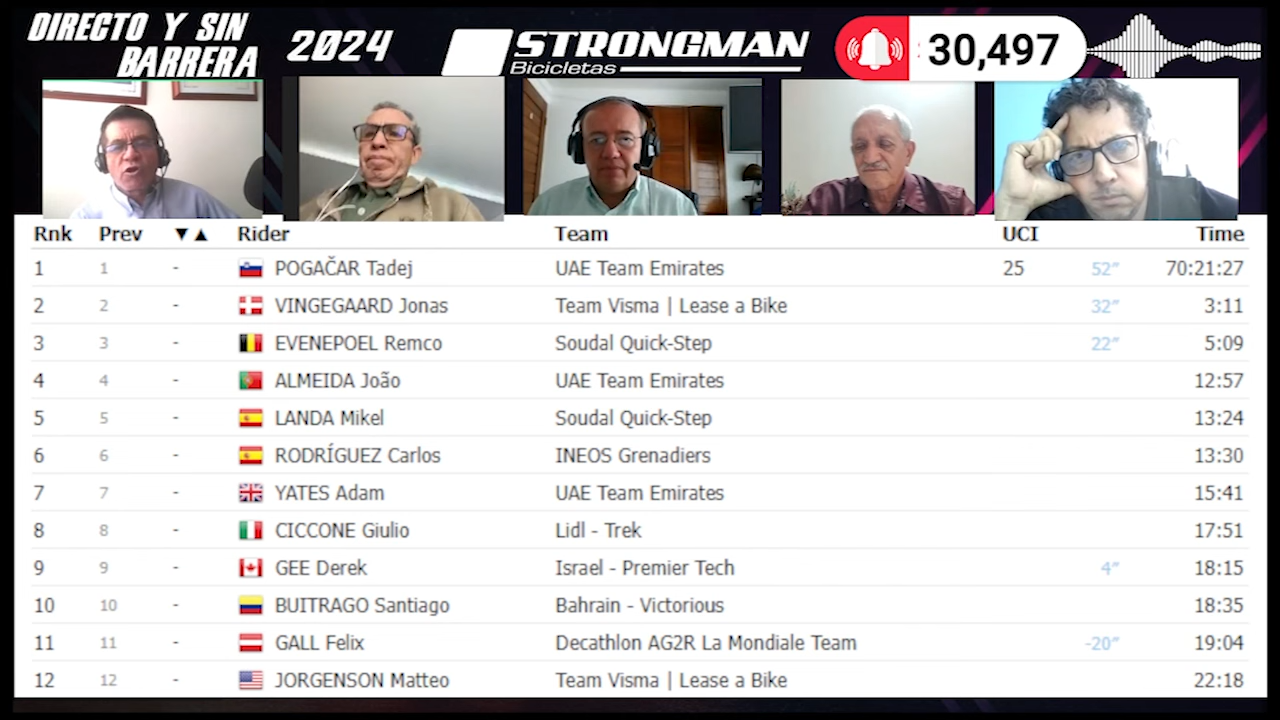 DIRECTO Y SIN
BARRERA
2024
STRONGMAN
Bicicletas
30,497
Rnk Prev ▼▲ Rider Team UCI Time
1 1 - POGAČAR Tadej UAE Team Emirates 25 52″ 70:21:27
2 2 - VINGEGAARD Jonas Team Visma | Lease a Bike 32″ 3:11
3 3 - EVENEPOEL Remco Soudal Quick-Step 22″ 5:09
4 4 - ALMEIDA João UAE Team Emirates 12:57
5 5 - LANDA Mikel Soudal Quick-Step 13:24
6 6 - RODRÍGUEZ Carlos INEOS Grenadiers 13:30
7 7 - YATES Adam UAE Team Emirates 15:41
8 8 - CICCONE Giulio Lidl - Trek 17:51
9 9 - GEE Derek Israel - Premier Tech 4″ 18:15
10 10 - BUITRAGO Santiago Bahrain - Victorious 18:35
11 11 - GALL Felix Decathlon AG2R La Mondiale Team -20″ 19:04
12 12 - JORGENSON Matteo Team Visma | Lease a Bike 22:18